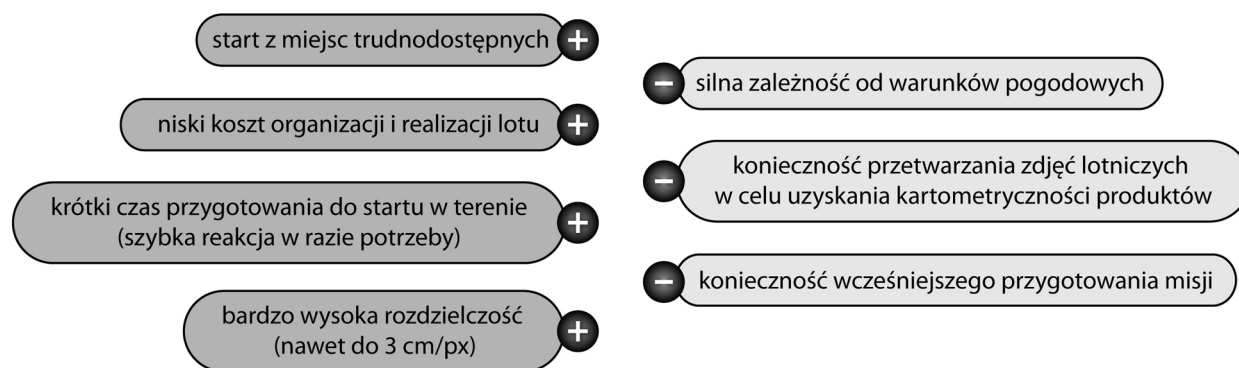 start z miejsc trudnodostępnych
niski koszt organizacji i realizacji lotu
krótki czas przygotowania do startu w terenie
(szybka reakcja w razie potrzeby)
bardzo wysoka rozdzielczość
(nawet do 3 cm/px)
silna zależność od warunków pogodowych
konieczność przetwarzania zdjęć lotniczych
w celu uzyskania kartometryczności produktów
konieczność wcześniejszego przygotowania misji